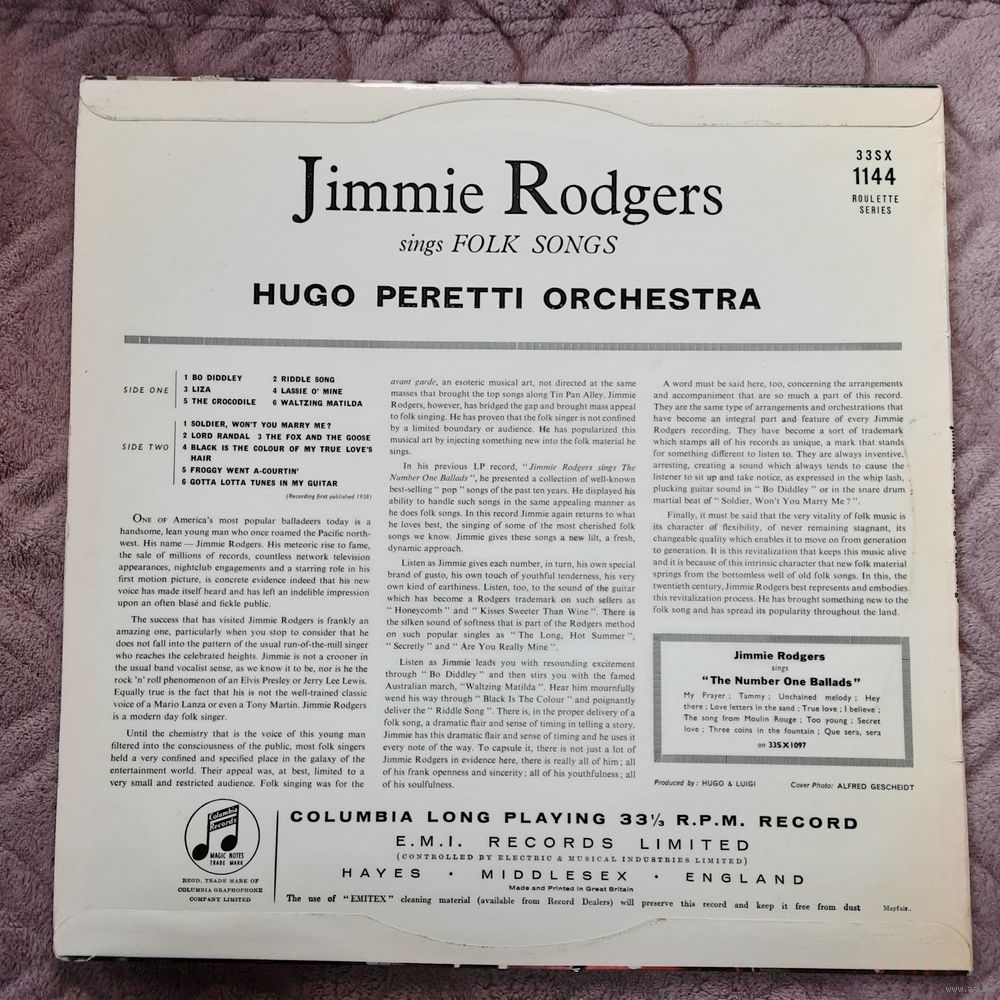 Jimmie Rodgers
sings FOLK SONGS
HUGO PERETTI ORCHESTRA
33SX
1144
ROULETTE
SERIES
SIDE ONE
1 BO DIDDLEY 2 RIDDLE SONG
3 LIZA 4 LASSIE O' MINE
5 THE CROCODILE 6 WALTZING MATILDA
SIDE TWO
1 SOLDIER, WON'T YOU MARRY ME?
2 LORD RANDAL 3 THE FOX AND THE GOOSE
4 BLACK IS THE COLOUR OF MY TRUE LOVE'S
HAIR
5 FROGGY WENT A-COURTIN'
6 GOTTA LOTTA TUNES IN MY GUITAR
(Recording first published 1958)
ONE OF America's most popular balladeers today is a
handsome, lean young man who once roamed the Pacific north-
west. His name — Jimmie Rodgers. His meteoric rise to fame,
the sale of millions of records, countless network television
appearances, nightclub engagements and a starring role in his
first motion picture, is concrete evidence indeed that his new
voice has made itself heard and has left an indelible impression
upon an often blasé and fickle public.
The success that has visited Jimmie Rodgers is frankly an
amazing one, particularly when you stop to consider that he
does not fall into the pattern of the usual run-of-the-mill singer
who reaches the celebrated heights. Jimmie is not a crooner in
the usual band vocalist sense, as we know it to be, nor is he the
rock 'n' roll phenomenon of an Elvis Presley or Jerry Lee Lewis.
Equally true is the fact that his is not the well-trained classic
voice of a Mario Lanza or even a Tony Martin. Jimmie Rodgers
is a modern day folk singer.
Until the chemistry that is the voice of this young man
filtered into the consciousness of the public, most folk singers
held a very confined and specified place in the galaxy of the
entertainment world. Their appeal was, at best, limited to a
very small and restricted audience. Folk singing was for the
avant garde, an esoteric musical art, not directed at the same
masses that brought the top songs along Tin Pan Alley. Jimmie
Rodgers, however, has bridged the gap and brought mass appeal
to folk singing. He has proven that the folk singer is not confined
by a limited boundary or audience. He has popularized this
musical art by injecting something new into the folk material he
sings.
In his previous LP record, "Jimmie Rodgers sings The
Number One Ballads", he presented a collection of well-known
best-selling "pop" songs of the past ten years. He displayed his
ability to handle such songs in the same appealing manner as
he does folk songs. In this record Jimmie again returns to what
he loves best, the singing of some of the most cherished folk
songs we know. Jimmie gives these songs a new lilt, a fresh,
dynamic approach.
Listen as Jimmie gives each number, in turn, his own special
brand of gusto, his own touch of youthful tenderness, his very
own kind of earthiness. Listen, too, to the sound of the guitar
which has become a Rodgers trademark on such sellers as
"Honeycomb" and "Kisses Sweeter Than Wine". There is
the silken sound of softness that is part of the Rodgers method
on such popular singles as "The Long, Hot Summer",
"Secretly" and "Are You Really Mine".
Listen as Jimmie leads you with resounding excitement
through "Bo Diddley" and then stirs you with the famed
Australian march, "Waltzing Matilda". Hear him mournfully
wend his way through "Black Is The Colour" and poignantly
deliver the "Riddle Song". There is, in the proper delivery of a
folk song, a dramatic flair and sense of timing in telling a story.
Jimmie has this dramatic flair and sense of timing and he uses it
every note of the way. To capsule it, there is not just a lot of
Jimmie Rodgers in evidence here, there is really all of him; all
of his frank openness and sincerity; all of his youthfulness; all
of his soulfulness.
A word must be said here, too, concerning the arrangements
and accompaniment that are so much a part of this record.
They are the same type of arrangements and orchestrations that
have become an integral part and feature of every Jimmie
Rodgers recording. They have become a sort of trademark
which stamps all of his records as unique, a mark that stands
for something different to listen to. They are always inventive,
arresting, creating a sound which always tends to cause the
listener to sit up and take notice, as expressed in the whip lash,
plucking guitar sound in "Bo Diddley" or in the snare drum
martial beat of "Soldier, Won't You Marry Me?".
Finally, it must be said that the very vitality of folk music is
its character of flexibility, of never remaining stagnant, its
changeable quality which enables it to move on from generation
to generation. It is this revitalization that keeps this music alive
and it is because of this intrinsic character that new folk material
springs from the bottomless well of old folk songs. In this, the
twentieth century, Jimmie Rodgers best represents and embodies
this revitalization process. He has brought something new to the
folk song and has spread its popularity throughout the land.
Jimmie Rodgers
sings
"The Number One Ballads"
My Prayer; Tammy; Unchained melody; Hey
there; Love letters in the sand; True love; I believe;
The song from Moulin Rouge; Too young; Secret
love; Three coins in the fountain; Que sera, sera
on 33SX1097
Produced by: HUGO & LUIGI Cover Photo: ALFRED GESCHEIDT
Columbia
Records
MAGIC NOTES
TRADE MARK
REGD. TRADE MARK OF
COLUMBIA GRAPHOPHONE
COMPANY LIMITED
COLUMBIA LONG PLAYING 33⅓ R.P.M. RECORD
E.M.I. RECORDS LIMITED
(CONTROLLED BY ELECTRIC & MUSICAL INDUSTRIES LIMITED)
HAYES · MIDDLESEX · ENGLAND
Made and Printed in Great Britain
The use of "EMITEX" cleaning material (available from Record Dealers) will preserve this record and keep it free from dust
Mayfair..